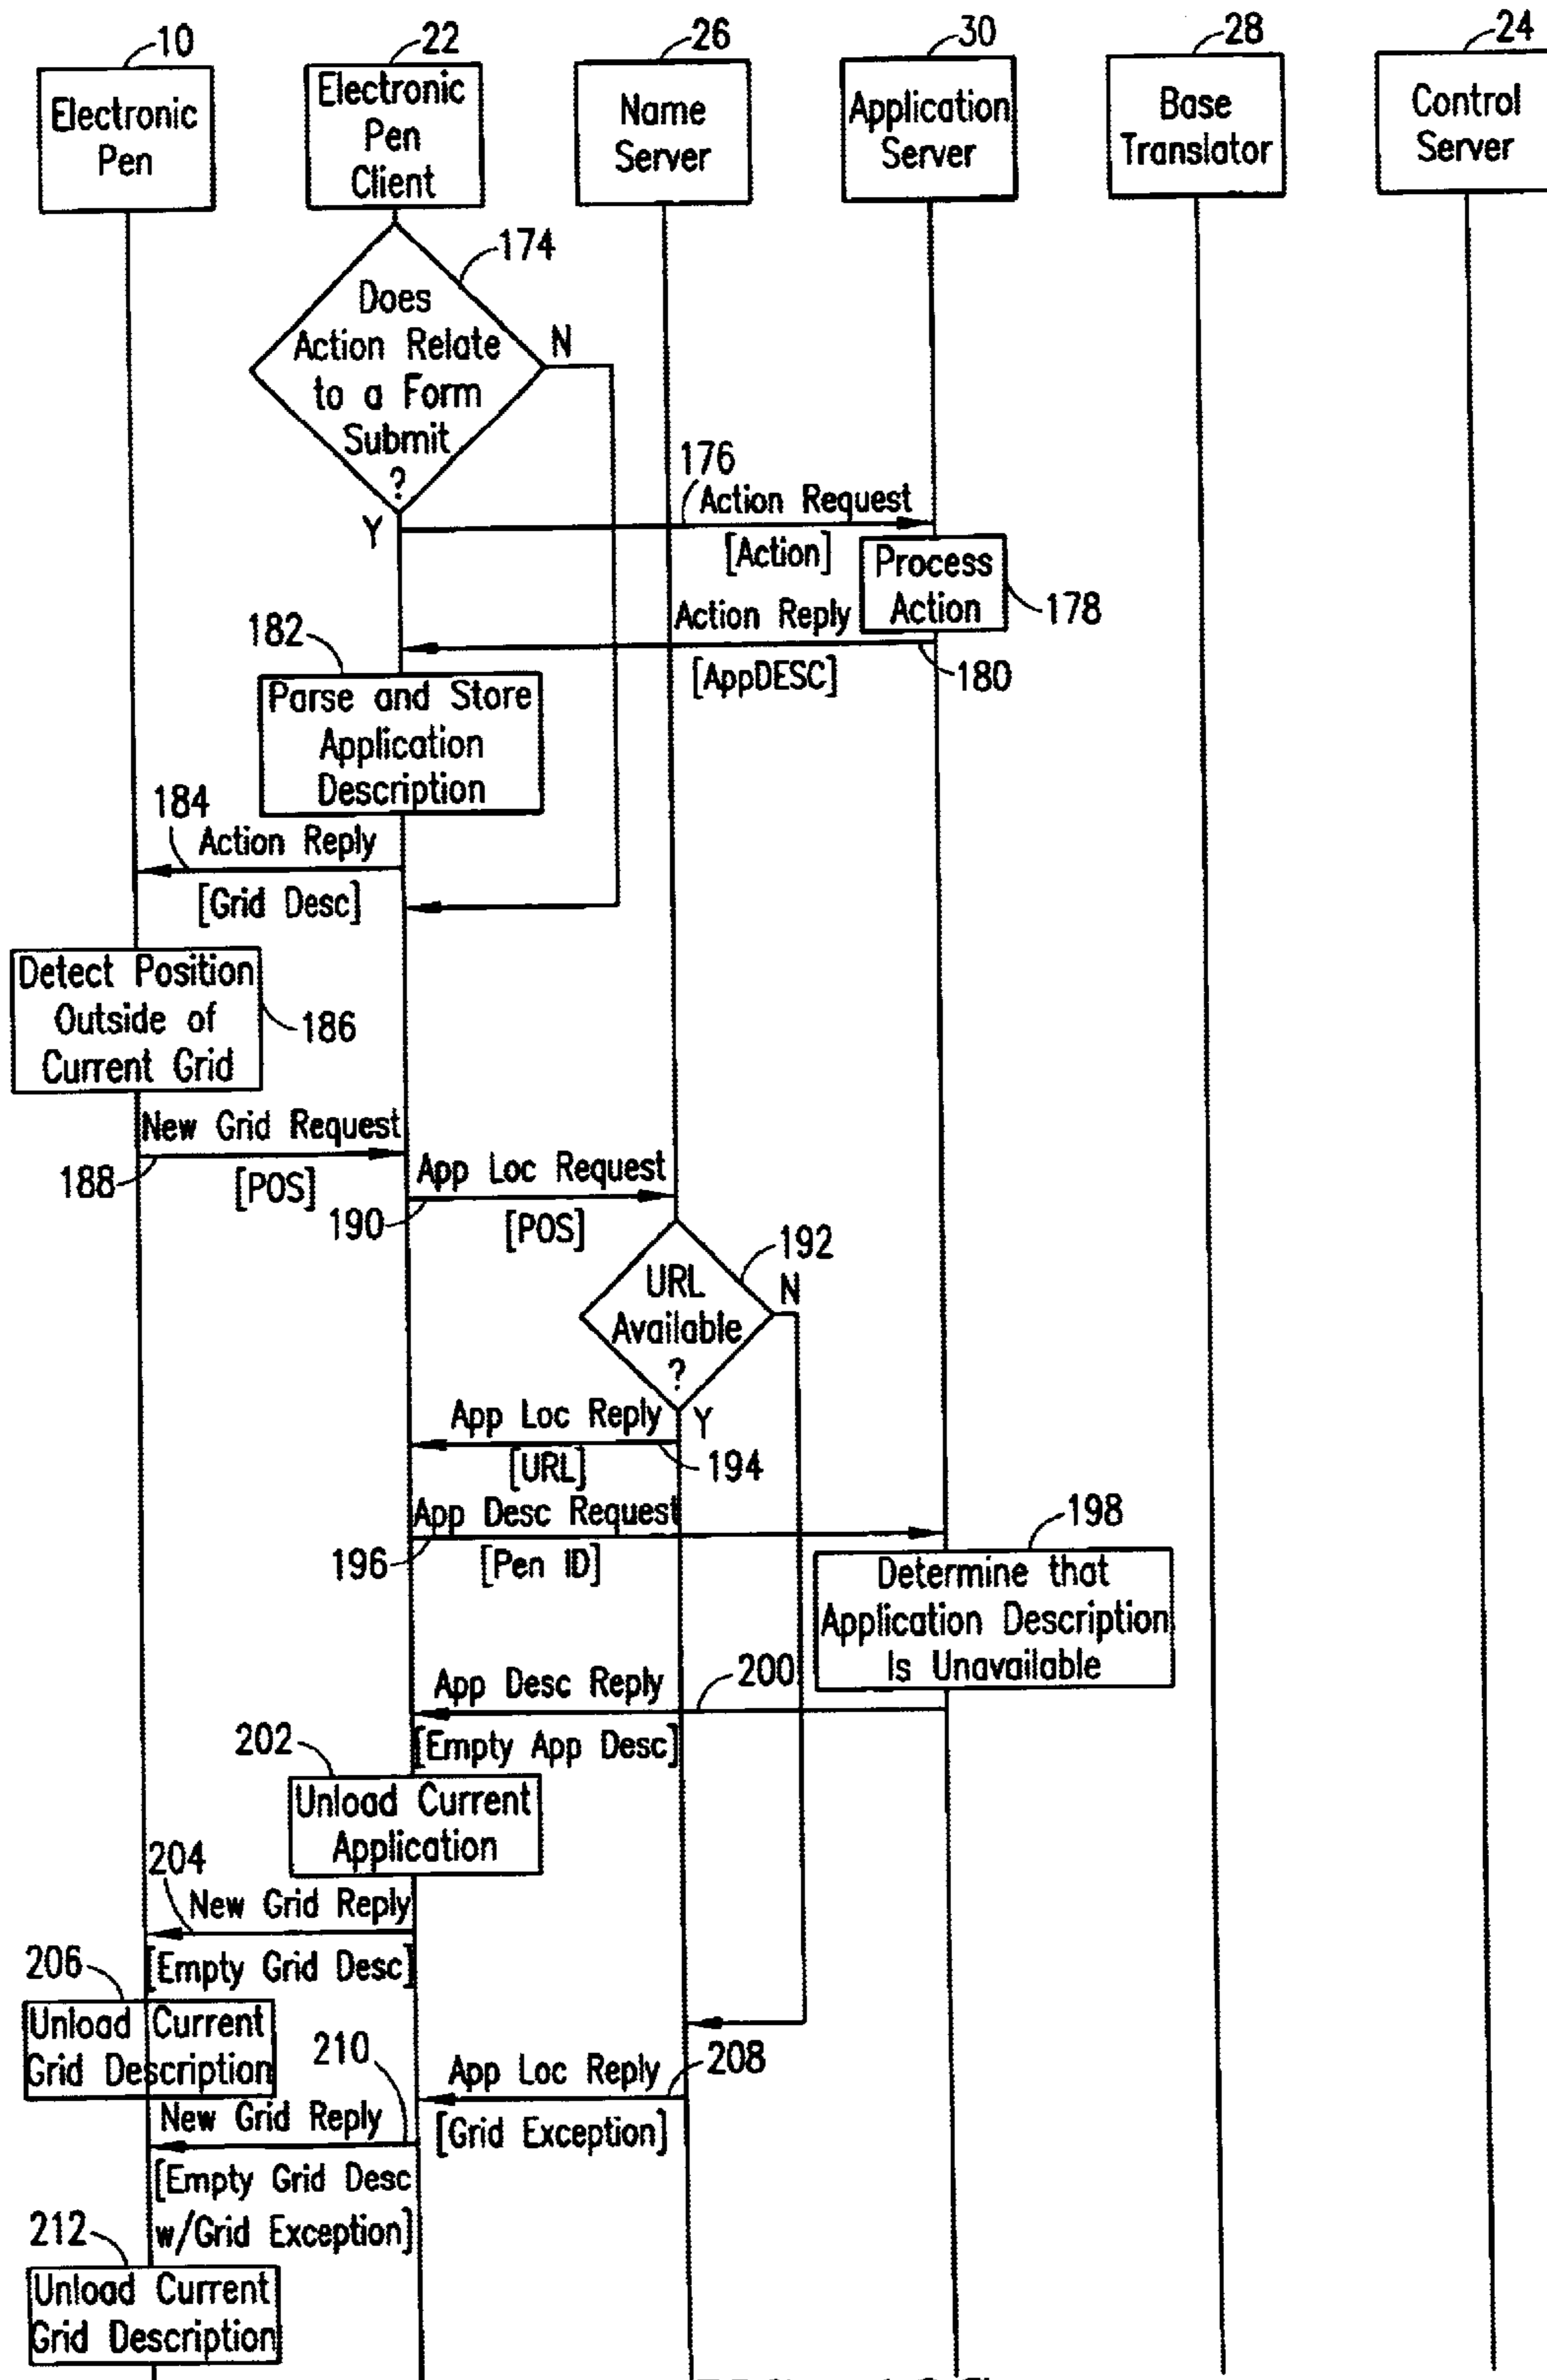 10
22
26
30
28
24
Electronic
Pen
Electronic
Pen
Client
Name
Server
Application
Server
Base
Translator
Control
Server
174
Does
Action Relate
to a Form
Submit
?
N
Y
176
Action Request
[Action]
Process
Action
178
Action Reply
[AppDESC]
180
182
Parse and Store
Application
Description
184
Action Reply
[Grid Desc]
Detect Position
Outside of
Current Grid
186
New Grid Request
188
[POS]
App Loc Request
190
[POS]
192
URL
Available
?
N
Y
App Loc Reply
[URL]
194
App Desc Request
196
[Pen ID]
198
Determine that
Application Description
Is Unavailable
App Desc Reply
200
[Empty App Desc]
202
Unload Current
Application
204
New Grid Reply
[Empty Grid Desc]
206
Unload Current
Grid Description
App Loc Reply
208
[Grid Exception]
210
New Grid Reply
[Empty Grid Desc
w/Grid Exception]
212
Unload Current
Grid Description